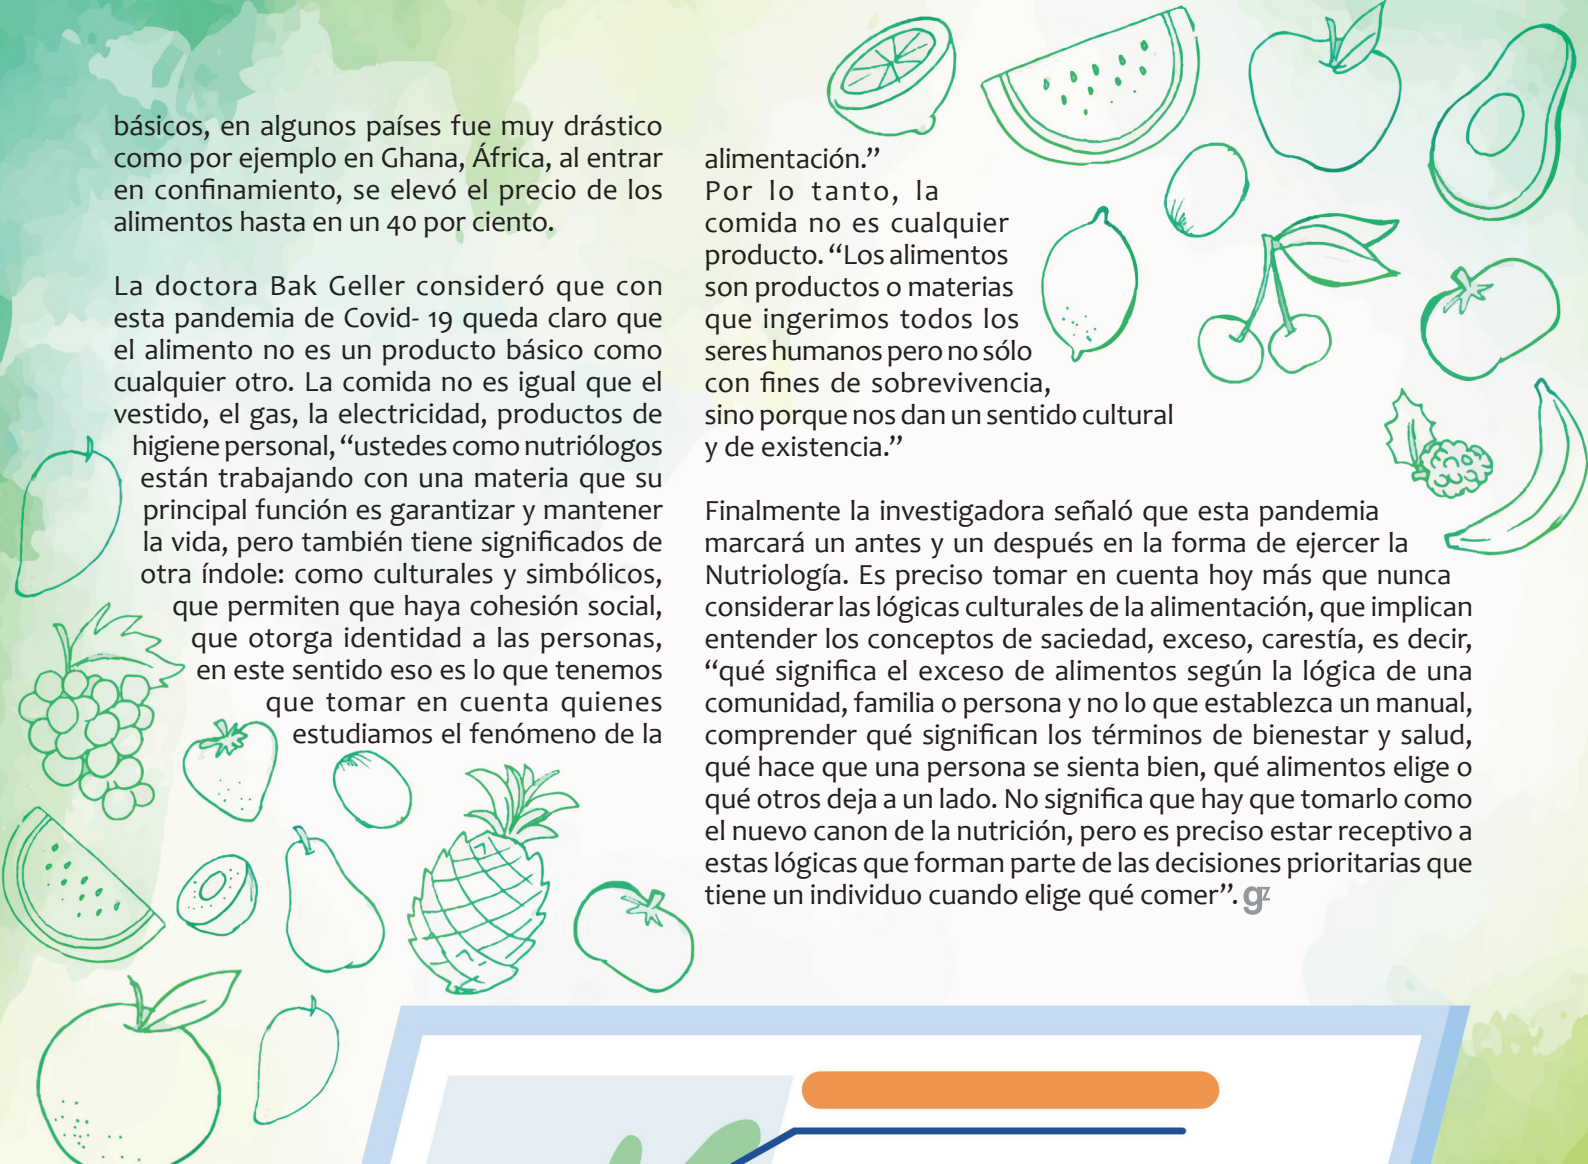 básicos, en algunos países fue muy drástico
como por ejemplo en Ghana, África, al entrar
en confinamiento, se elevó el precio de los
alimentos hasta en un 40 por ciento.
La doctora Bak Geller consideró que con
esta pandemia de Covid- 19 queda claro que
el alimento no es un producto básico como
cualquier otro. La comida no es igual que el
vestido, el gas, la electricidad, productos de
higiene personal, “ustedes como nutriólogos
están trabajando con una materia que su
principal función es garantizar y mantener
la vida, pero también tiene significados de
otra índole: como culturales y simbólicos,
que permiten que haya cohesión social,
que otorga identidad a las personas,
en este sentido eso es lo que tenemos
que tomar en cuenta quienes
estudiamos el fenómeno de la
alimentación.”
Por lo tanto, la
comida no es cualquier
producto. “Los alimentos
son productos o materias
que ingerimos todos los
seres humanos pero no sólo
con fines de sobrevivencia,
sino porque nos dan un sentido cultural
y de existencia.”
Finalmente la investigadora señaló que esta pandemia
marcará un antes y un después en la forma de ejercer la
Nutriología. Es preciso tomar en cuenta hoy más que nunca
considerar las lógicas culturales de la alimentación, que implican
entender los conceptos de saciedad, exceso, carestía, es decir,
“qué significa el exceso de alimentos según la lógica de una
comunidad, familia o persona y no lo que establezca un manual,
comprender qué significan los términos de bienestar y salud,
qué hace que una persona se sienta bien, qué alimentos elige o
qué otros deja a un lado. No significa que hay que tomarlo como
el nuevo canon de la nutrición, pero es preciso estar receptivo a
estas lógicas que forman parte de las decisiones prioritarias que
tiene un individuo cuando elige qué comer”. gz